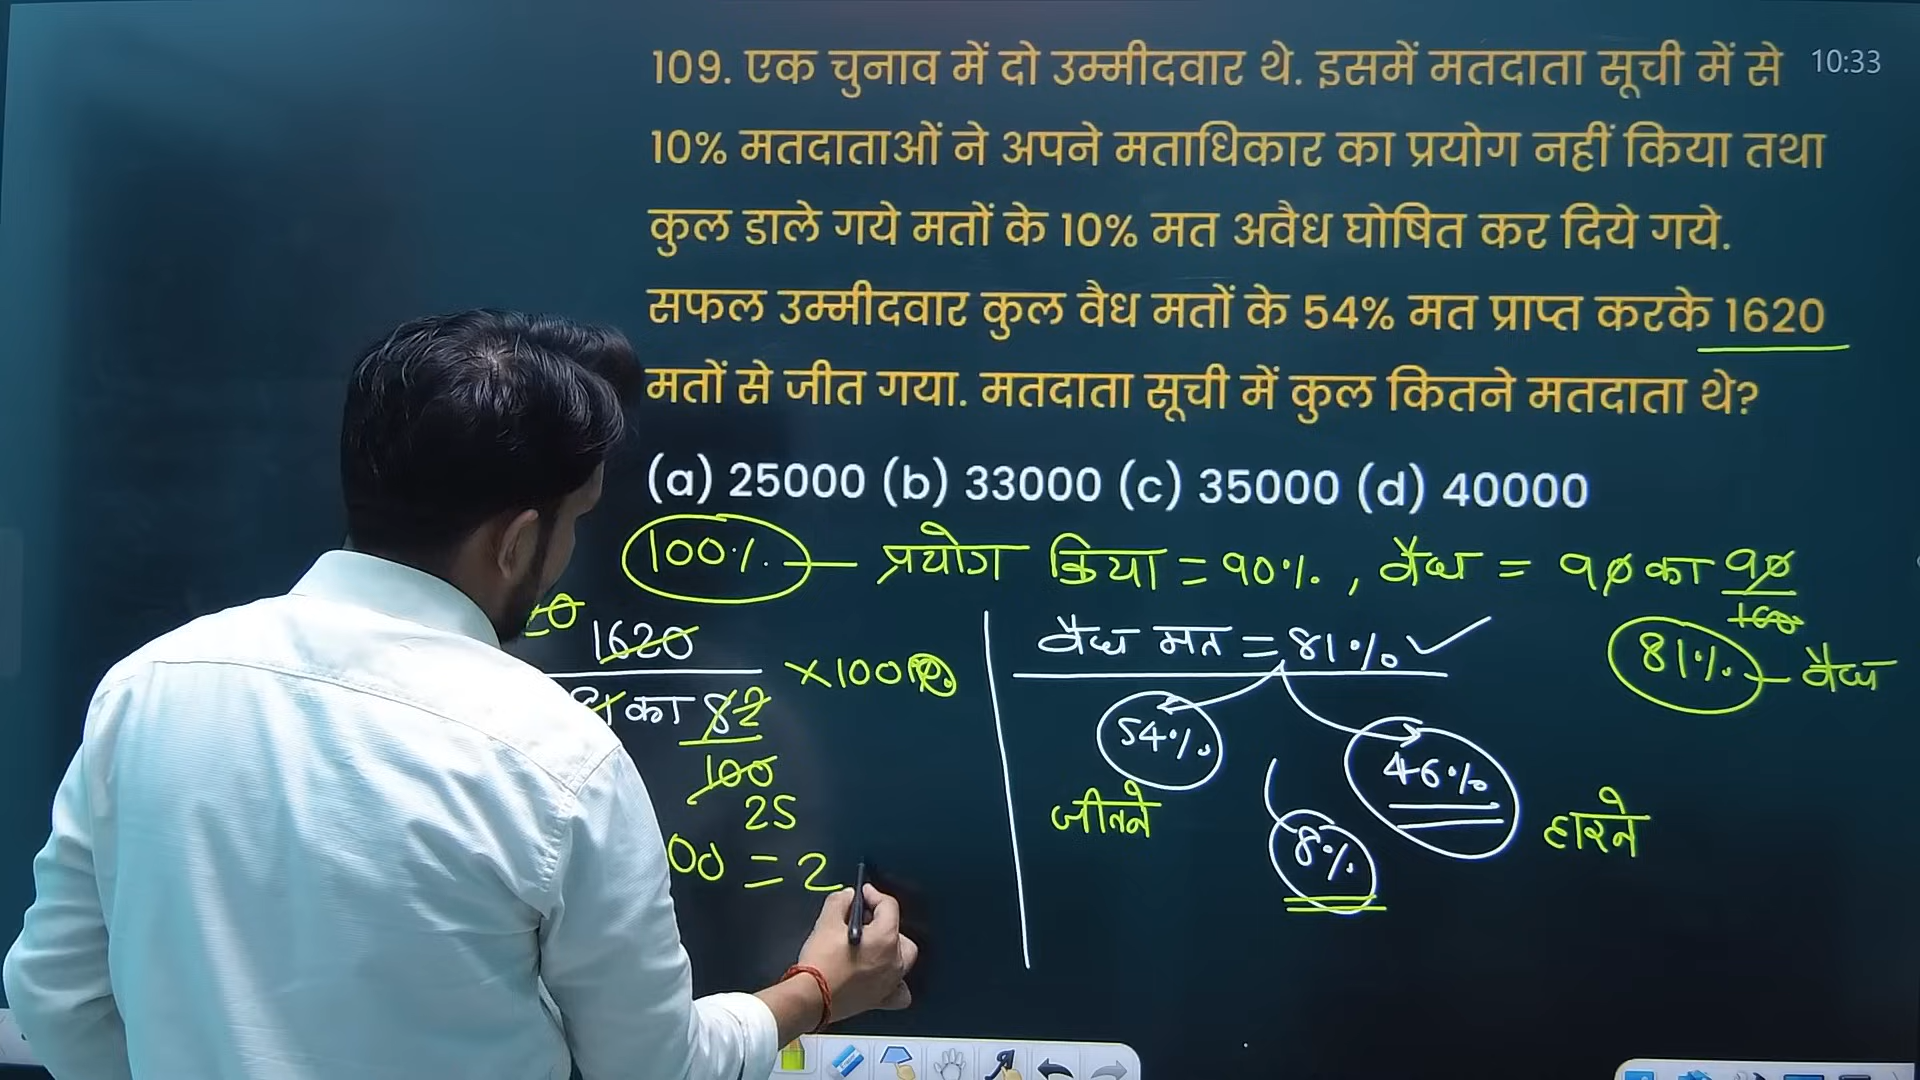 109. एक चुनाव में दो उम्मीदवार थे. इसमें मतदाता सूची में से
10:33
10% मतदाताओं ने अपने मताधिकार का प्रयोग नहीं किया तथा
कुल डाले गये मतों के 10% मत अवैध घोषित कर दिये गये.
सफल उम्मीदवार कुल वैध मतों के 54% मत प्राप्त करके 1620
मतों से जीत गया. मतदाता सूची में कुल कितने मतदाता थे?
(a) 25000 (b) 33000 (c) 35000 (d) 40000
100% — प्रयोग किया = 90%, वैध = 90 का 90/100
81% — वैध
20
1620
का 8 2
×100
100
25
00 = 2
वैध मत = 81% ✓
54%
46%
जीतने
8%
हारने